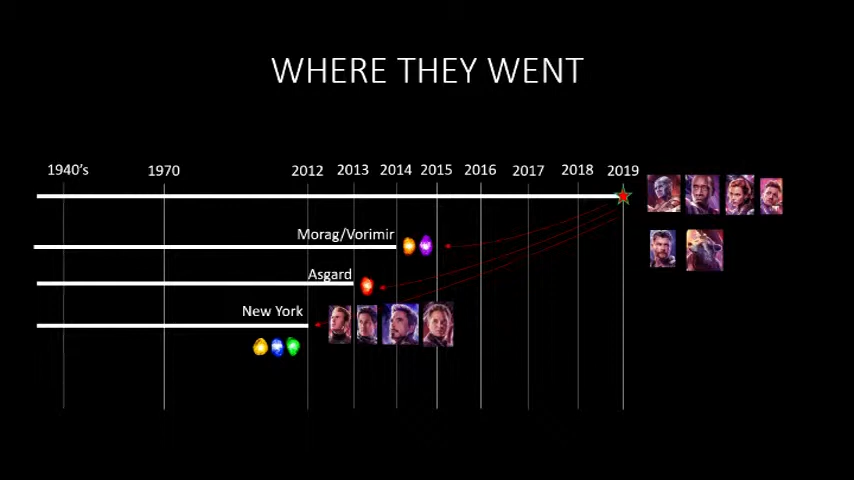 WHERE THEY WENT
1940's 1970 2012 2013 2014 2015 2016 2017 2018 2019
Morag/Vorimir
Asgard
New York